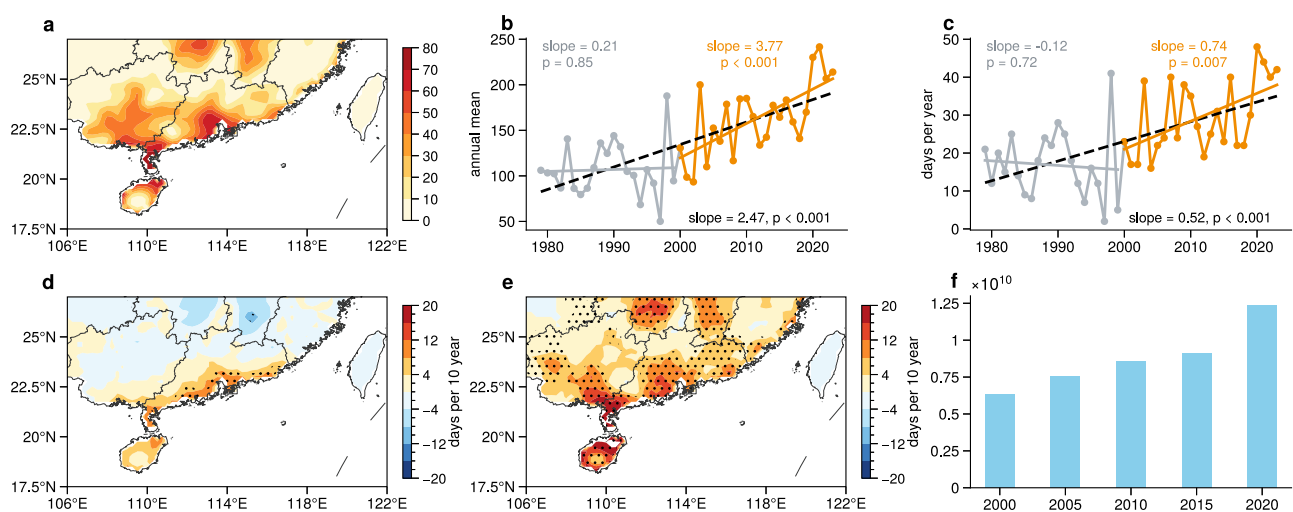 a
25°N
22.5°N
20°N
17.5°N
106°E
110°E
114°E
118°E
122°E
80
70
60
50
40
30
20
10
0
b
slope = 0.21
p = 0.85
slope = 3.77
p < 0.001
annual mean
250
200
150
100
50
slope = 2.47, p < 0.001
1980
1990
2000
2010
2020
c
slope = -0.12
p = 0.72
slope = 0.74
p = 0.007
days per year
50
40
30
20
10
0
slope = 0.52, p < 0.001
1980
1990
2000
2010
2020
d
25°N
22.5°N
20°N
17.5°N
106°E
110°E
114°E
118°E
122°E
20
12
4
−4
−12
−20
days per 10 year
e
25°N
22.5°N
20°N
17.5°N
106°E
110°E
114°E
118°E
122°E
20
12
4
−4
−12
−20
days per 10 year
f
×10¹⁰
1.25
1.0
0.75
0.5
0.25
0
2000
2005
2010
2015
2020